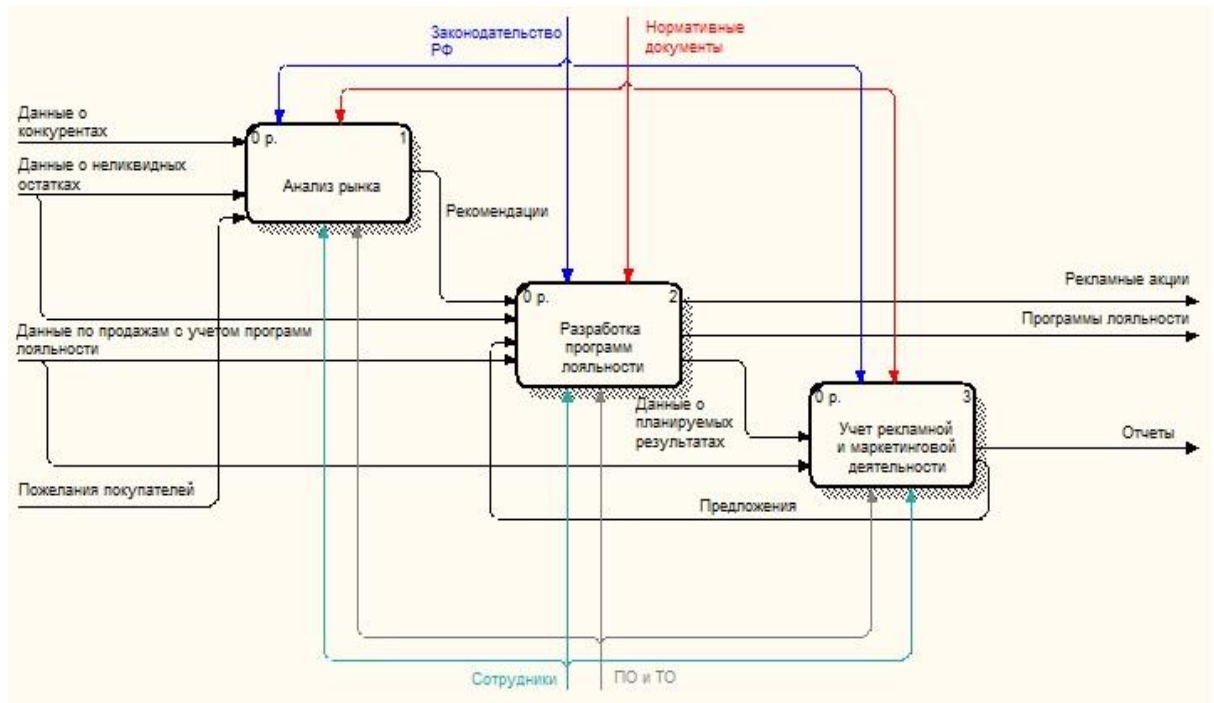 Законодательство
РФ
Нормативные
документы
Данные о
конкурентах
0 р.
1
Анализ рынка
Данные о неликвидных
остатках
Рекомендации
0 р.
2
Разработка
программ
лояльности
Рекламные акции
Программы лояльности
Данные по продажам с учетом программ
лояльности
Данные о
планируемых
результатах
0 р.
3
Учет рекламной
и маркетинговой
деятельности
Отчеты
Пожелания покупателей
Предложения
Сотрудники
ПО и ТО